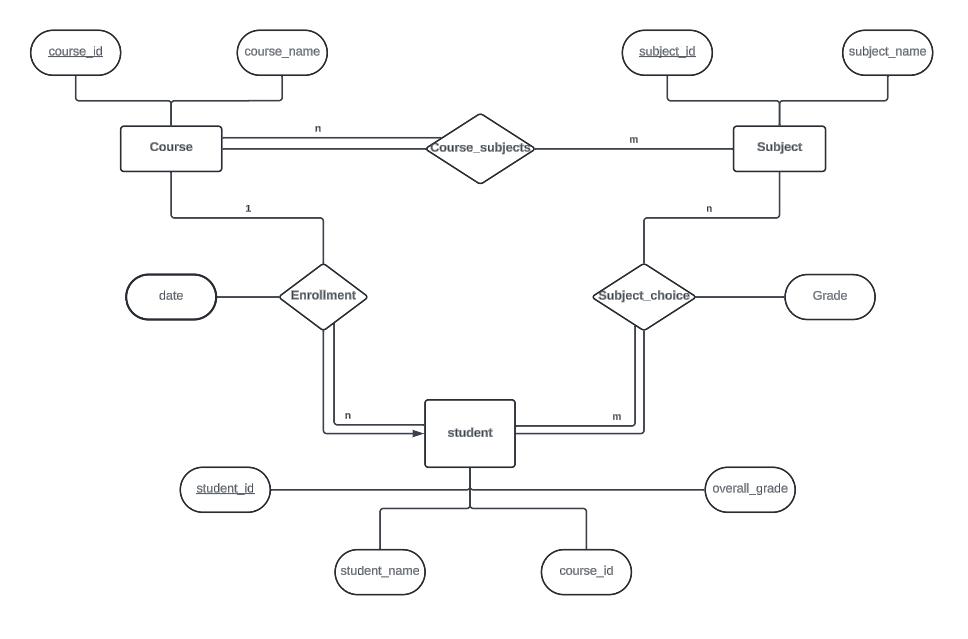 course_id
course_name
subject_id
subject_name
n
Course
Course_subjects
m
Subject
1
n
date
Enrollment
Subject_choice
Grade
n
m
student
student_id
overall_grade
student_name
course_id